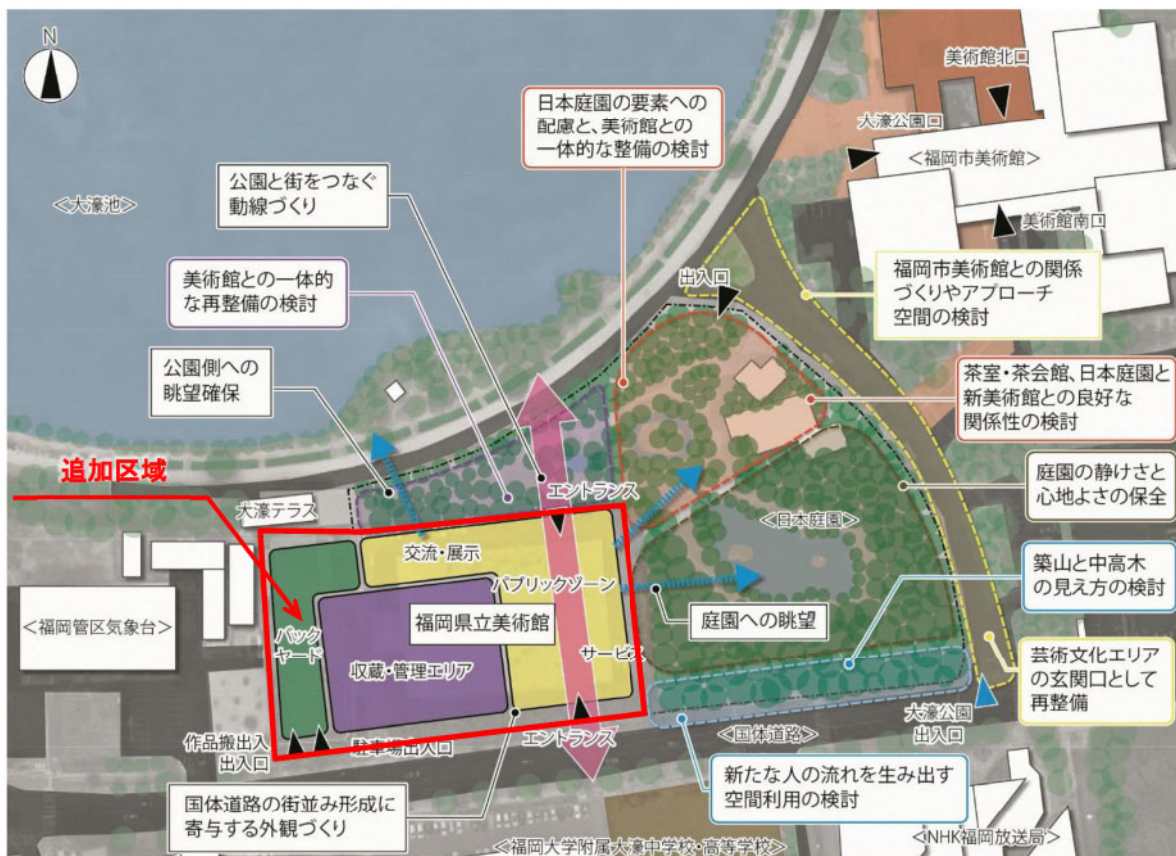 N
美術館北口
大濠公園口
<福岡市美術館>
美術館南口
日本庭園の要素への
配慮と、美術館との
一体的な整備の検討
公園と街をつなぐ
動線づくり
<大濠池>
美術館との一体的
な再整備の検討
出入口
福岡市美術館との関係
づくりやアプローチ
空間の検討
公園側への
眺望確保
茶室・茶会館、日本庭園と
新美術館との良好な
関係性の検討
追加区域
エントランス
大濠テラス
庭園の静けさと
心地よさの保全
<日本庭園>
交流・展示
パブリックゾーン
築山と中高木
の見え方の検討
福岡県立美術館
庭園への眺望
<福岡管区気象台>
バック
ヤード
収蔵・管理エリア
サービス
芸術文化エリア
の玄関口として
再整備
大濠公園
出入口
作品搬出入
出入口
駐車場出入口
エントランス
<国体道路>
国体道路の街並み形成に
寄与する外観づくり
新たな人の流れを生み出す
空間利用の検討
<福岡大学附属大濠中学校・高等学校>
<NHK福岡放送局>